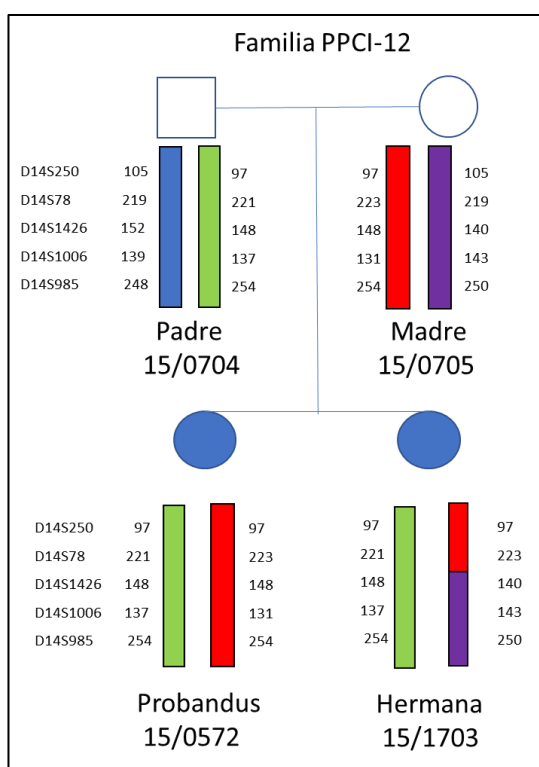 Familia PPCI-12
D14S250 105 97 97 105
D14S78 219 221 223 219
D14S1426 152 148 148 140
D14S1006 139 137 131 143
D14S985 248 254 254 250
Padre Madre
15/0704 15/0705
D14S250 97 97 97 97
D14S78 221 223 221 223
D14S1426 148 148 148 140
D14S1006 137 131 137 143
D14S985 254 254 254 250
Probandus Hermana
15/0572 15/1703